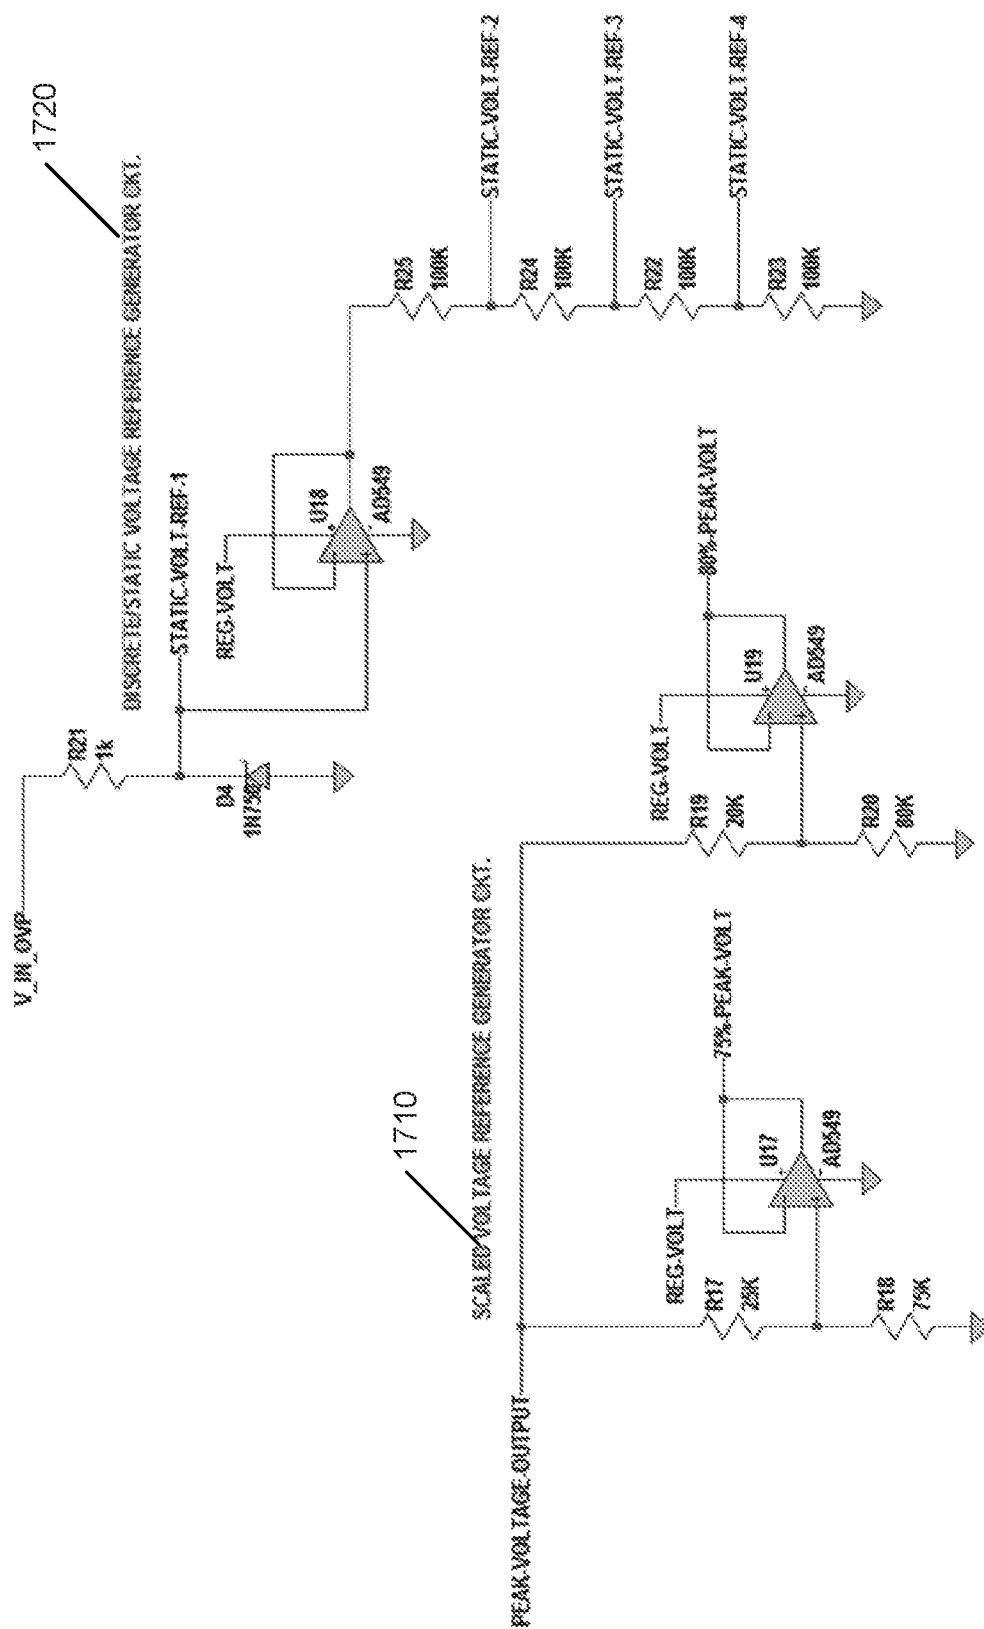 1720
DISCRETE/STATIC VOLTAGE REFERENCE GENERATOR CKT.
V_IN_OVP
R21
1k
STATIC-VOLT-REF-1
D4
REG-VOLT
U18
AD549
R25
100K
STATIC-VOLT-REF-2
R24
100K
STATIC-VOLT-REF-3
R22
100K
STATIC-VOLT-REF-4
R23
100K
1710
SCALED VOLTAGE REFERENCE GENERATOR CKT.
PEAK-VOLTAGE-OUTPUT
R17
25K
R18
75K
REG-VOLT
U17
AD549
75%-PEAK-VOLT
R19
20K
R20
80K
REG-VOLT
U19
AD549
80%-PEAK-VOLT